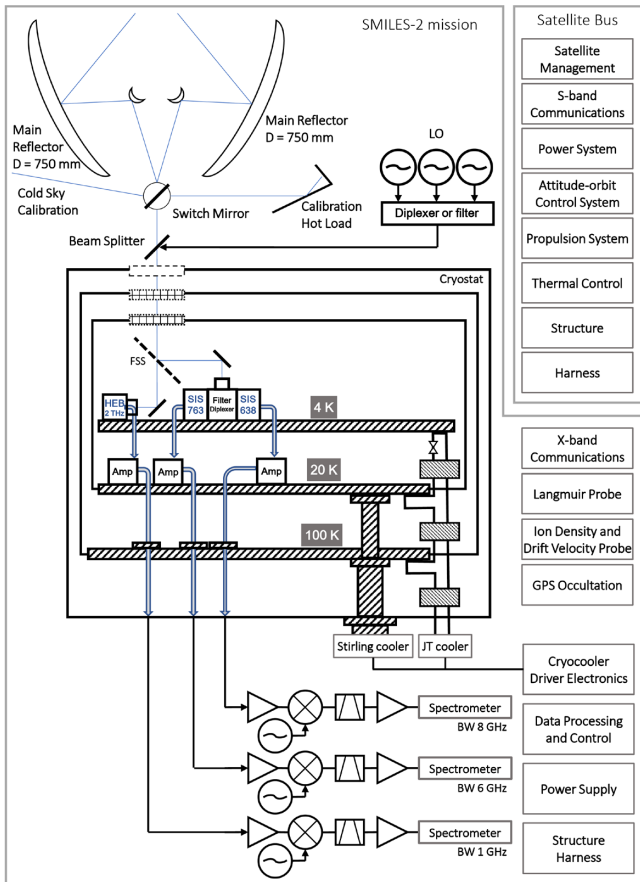 SMILES-2 mission
Main
Reflector
D = 750 mm
Main Reflector
D = 750 mm
LO
Cold Sky
Calibration
Switch Mirror
Calibration
Hot Load
Diplexer or filter
Beam Splitter
Cryostat
FSS
HEB
2 THz
SIS
763
Filter
Diplexer
SIS
638
4 K
Amp
Amp
Amp
20 K
100 K
Stirling cooler
JT cooler
Spectrometer
BW 8 GHz
Spectrometer
BW 6 GHz
Spectrometer
BW 1 GHz
Satellite Bus
Satellite
Management
S-band
Communications
Power System
Attitude-orbit
Control System
Propulsion System
Thermal Control
Structure
Harness
X-band
Communications
Langmuir Probe
Ion Density and
Drift Velocity Probe
GPS Occultation
Cryocooler
Driver Electronics
Data Processing
and Control
Power Supply
Structure
Harness